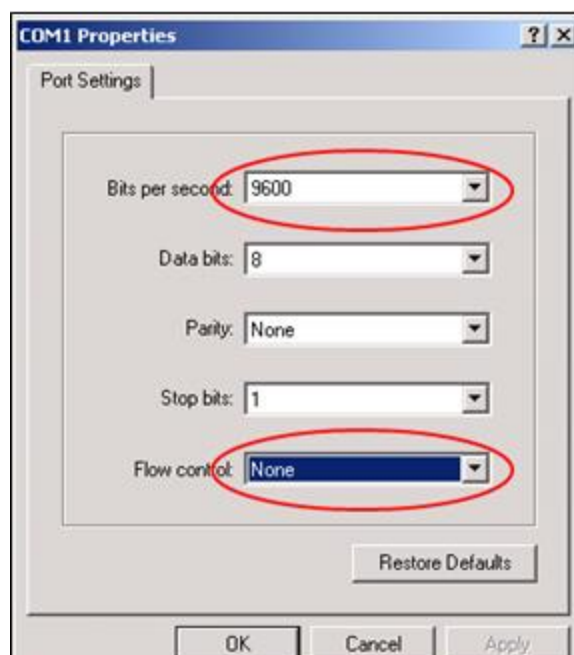 COM1 Properties
Port Settings
Bits per second: 9600
Data bits: 8
Parity: None
Stop bits: 1
Flow control: None
Restore Defaults
OK Cancel Apply